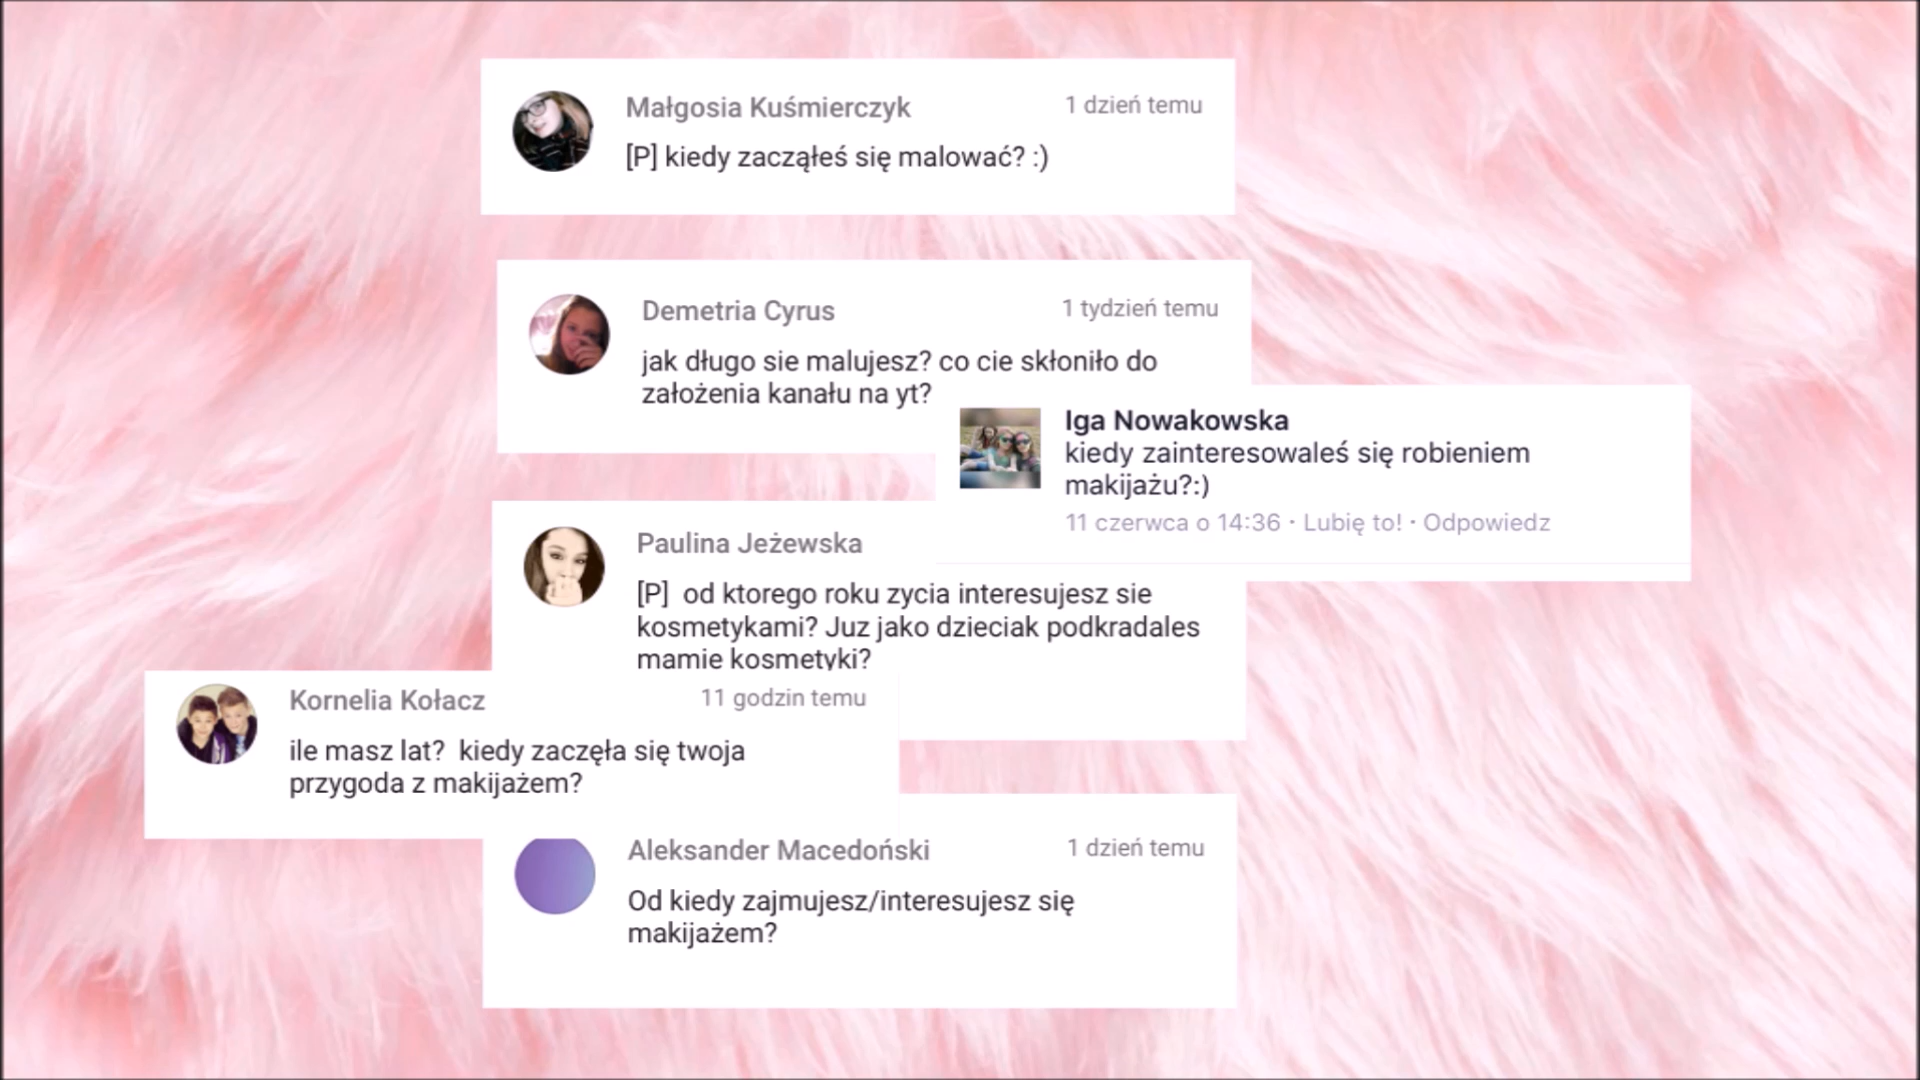 Małgosia Kuśmierczyk
1 dzień temu
[P] kiedy zacząłeś się malować? :)
Demetria Cyrus
1 tydzień temu
jak długo sie malujesz? co cie skłoniło do
założenia kanału na yt?
Iga Nowakowska
kiedy zainteresowaleś się robieniem
makijażu?:)
11 czerwca o 14:36 · Lubię to! · Odpowiedz
Paulina Jeżewska
[P]  od ktorego roku zycia interesujesz sie
kosmetykami? Juz jako dzieciak podkradales
mamie kosmetyki?
Kornelia Kołacz
11 godzin temu
ile masz lat?  kiedy zaczęła się twoja
przygoda z makijażem?
Aleksander Macedoński
1 dzień temu
Od kiedy zajmujesz/interesujesz się
makijażem?